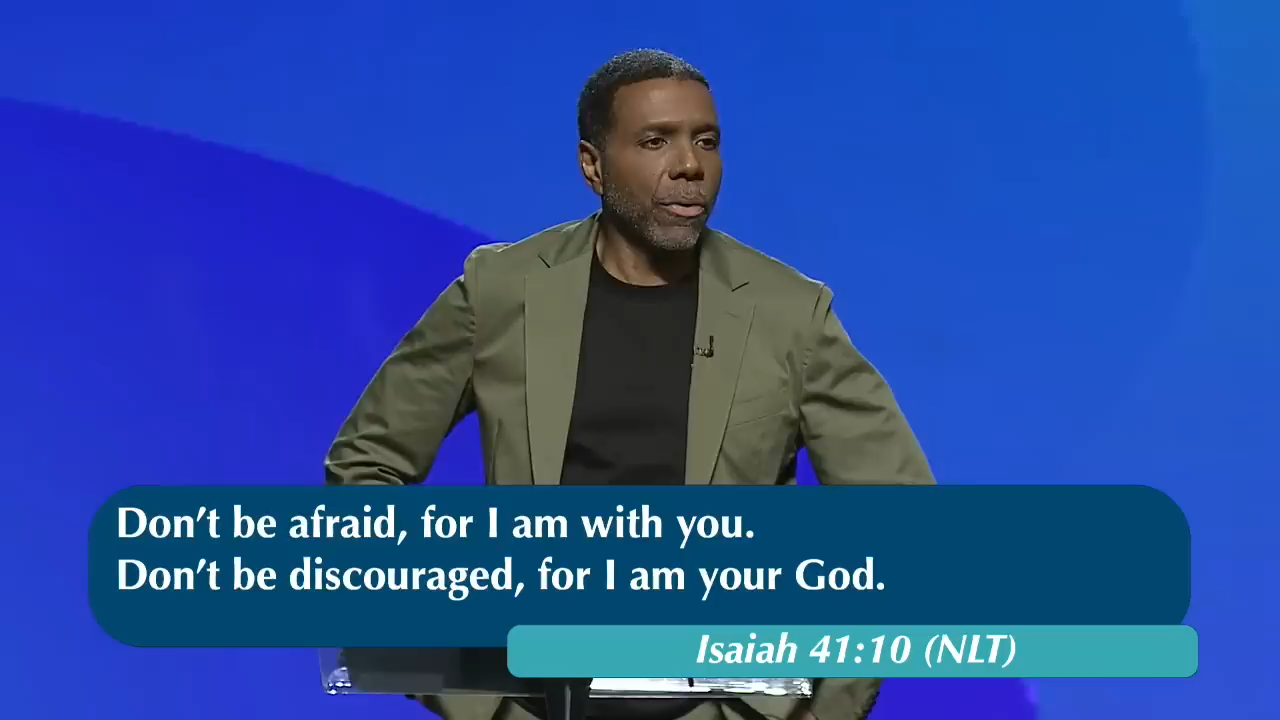 Don’t be afraid, for I am with you.
Don’t be discouraged, for I am your God.
Isaiah 41:10 (NLT)